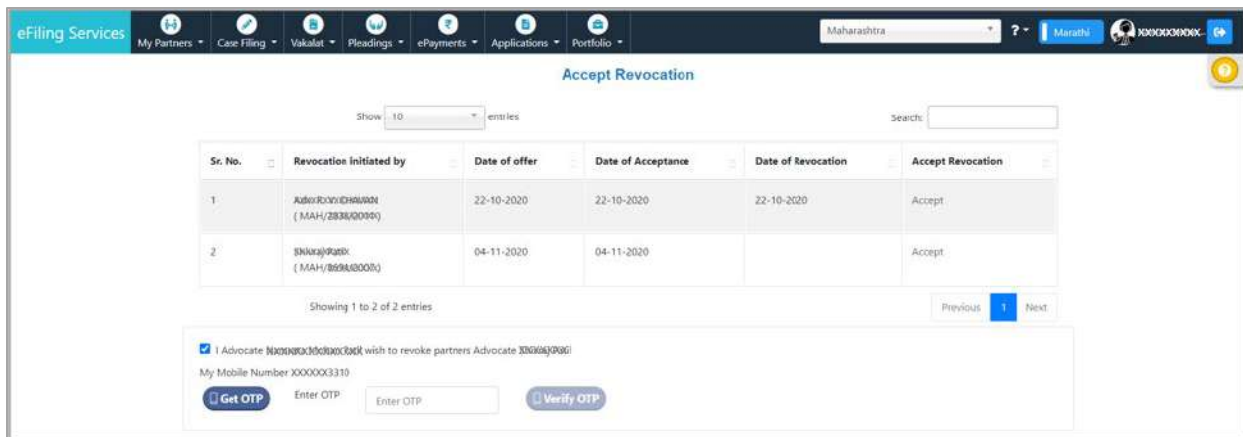 eFiling Services
My Partners
Case Filing
Vakalat
Pleadings
ePayments
Applications
Portfolio
Maharashtra
?
Marathi
Accept Revocation
Show 10 entries
Search:
Sr. No. Revocation initiated by Date of offer Date of Acceptance Date of Revocation Accept Revocation
1 22-10-2020 22-10-2020 22-10-2020 Accept
( MAH/
2 04-11-2020 04-11-2020 Accept
( MAH/
Showing 1 to 2 of 2 entries
Previous 1 Next
I Advocate wish to revoke partners Advocate
My Mobile Number XXXXXX3310
Get OTP Enter OTP Enter OTP Verify OTP